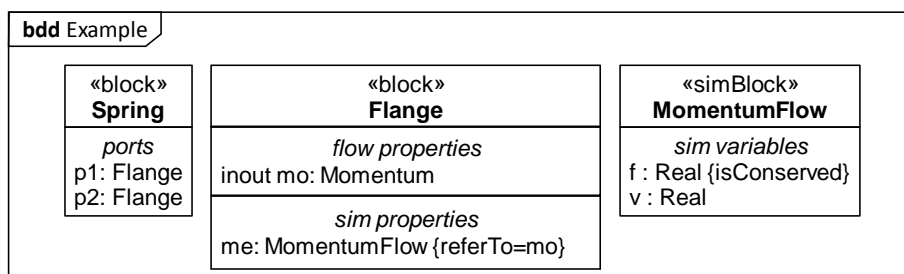 bdd Example
«block»
Spring
ports
p1: Flange
p2: Flange
«block»
Flange
flow properties
inout mo: Momentum
sim properties
me: MomentumFlow {referTo=mo}
«simBlock»
MomentumFlow
sim variables
f : Real {isConserved}
v : Real